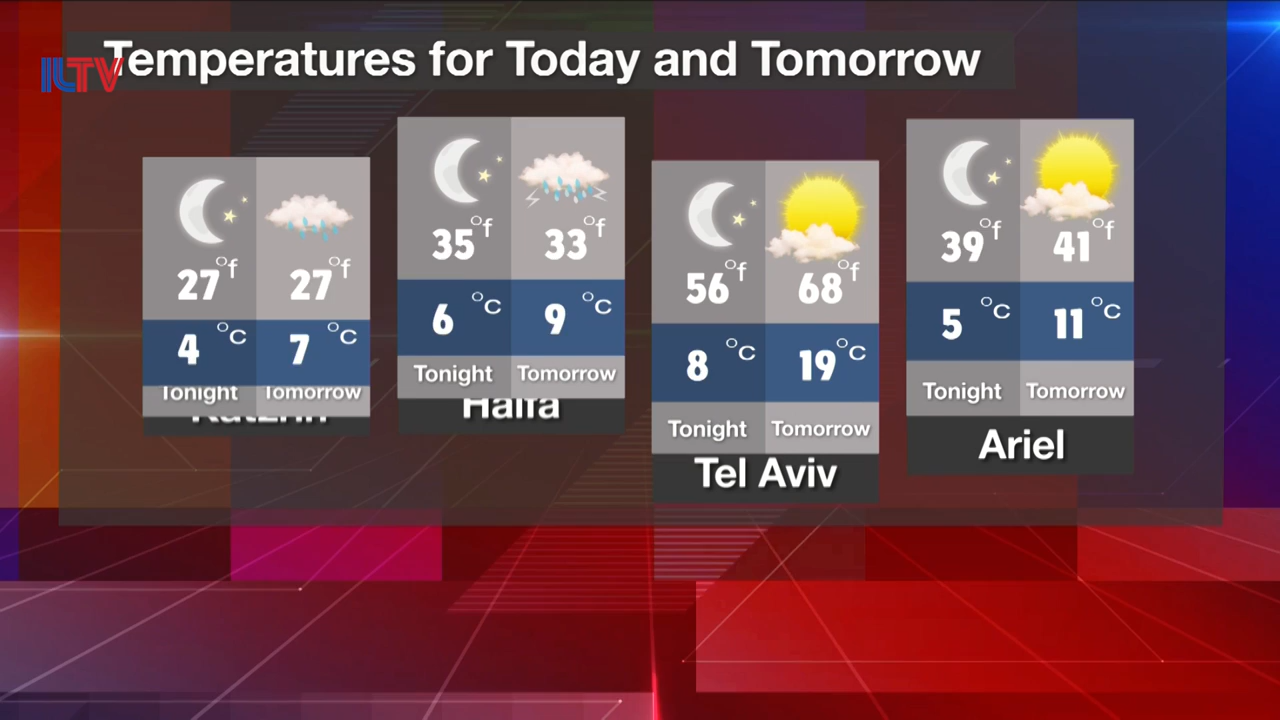 Temperatures for Today and Tomorrow
ILTV
27°f 27°f
4 °C 7 °C
Tonight Tomorrow
Katzrin
35°f 33°f
6 °C 9 °C
Tonight Tomorrow
Haifa
56°f 68°f
8 °C 19 °C
Tonight Tomorrow
Tel Aviv
39°f 41°f
5 °C 11 °C
Tonight Tomorrow
Ariel